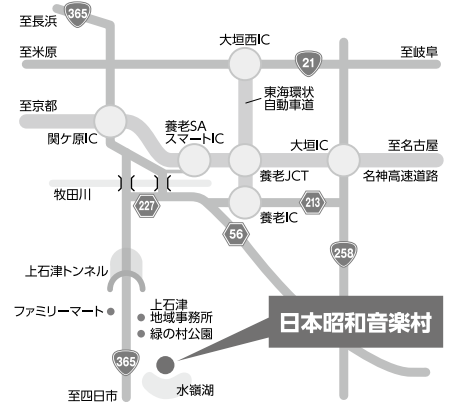 至長浜
365
大垣西IC
至米原
21
至岐阜
東海環状
自動車道
至京都
関ケ原IC
養老SA
スマートIC
大垣IC
至名古屋
養老JCT
名神高速道路
牧田川
227
養老IC
213
56
258
上石津トンネル
ファミリーマート
上石津
地域事務所
緑の村公園
日本昭和音楽村
365
水嶺湖
至四日市